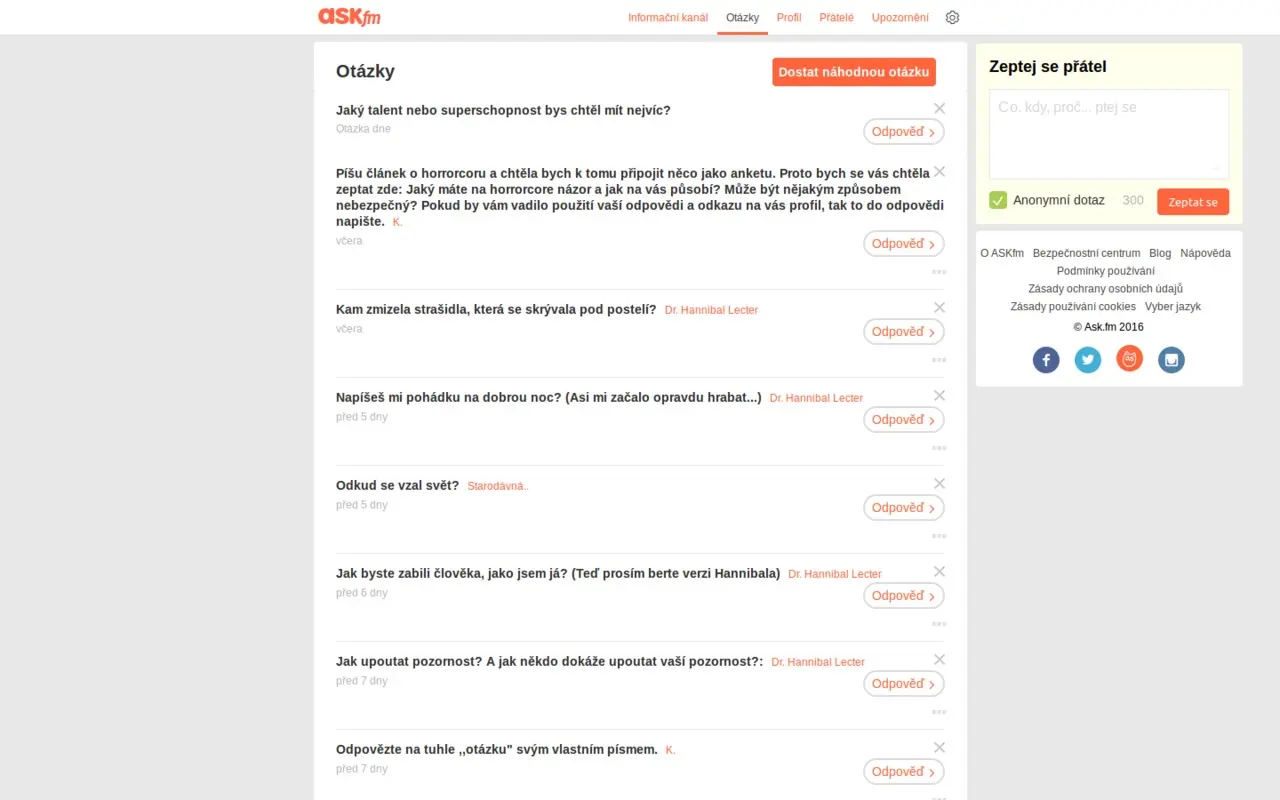 ASKfm
Informační kanál Otázky Profil Přátelé Upozornění
Otázky
Dostat náhodnou otázku
Jaký talent nebo superschopnost bys chtěl mít nejvíc?
Otázka dne
Odpověď
Píšu článek o horrorcoru a chtěla bych k tomu připojit něco jako anketu. Proto bych se vás chtěla
zeptat zde: Jaký máte na horrorcore názor a jak na vás působí? Může být nějakým způsobem
nebezpečný? Pokud by vám vadilo použití vaší odpovědi a odkazu na vás profil, tak to do odpovědi
napište. K.
včera
Odpověď
Kam zmizela strašidla, která se skrývala pod postelí? Dr. Hannibal Lecter
včera
Odpověď
Napíšeš mi pohádku na dobrou noc? (Asi mi začalo opravdu hrabat...) Dr. Hannibal Lecter
před 5 dny
Odpověď
Odkud se vzal svět? Starodávná..
před 5 dny
Odpověď
Jak byste zabili člověka, jako jsem já? (Teď prosím berte verzi Hannibala) Dr. Hannibal Lecter
před 6 dny
Odpověď
Jak upoutat pozornost? A jak někdo dokáže upoutat vaší pozornost?: Dr. Hannibal Lecter
před 7 dny
Odpověď
Odpovězte na tuhle ,,otázku" svým vlastním písmem. K.
před 7 dny
Odpověď
Zeptej se přátel
Co, kdy, proč... ptej se
Anonymní dotaz 300 Zeptat se
O ASKfm Bezpečnostní centrum Blog Nápověda
Podmínky používání
Zásady ochrany osobních údajů
Zásady používání cookies Vyber jazyk
© Ask.fm 2016